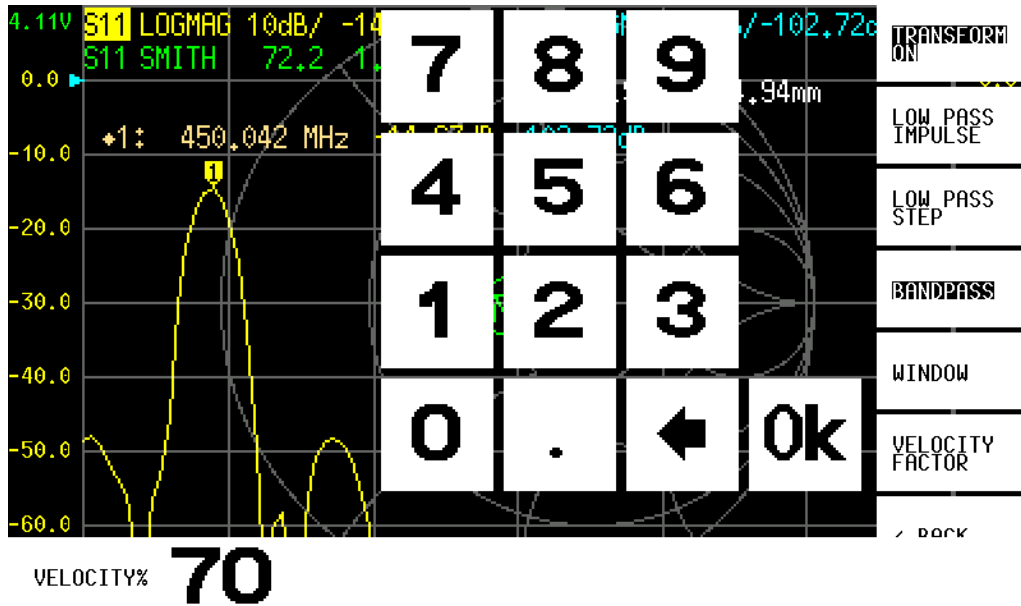 4.11V S11 LOGMAG 10dB/ -14 /-102.72d
S11 SMITH 72.2
0.0
.94mm
◆1: 450.042 MHz
-10.0
1
-20.0
-30.0
-40.0
-50.0
-60.0
7 8 9
4 5 6
1 2 3
0 . Ok
TRANSFORM
ON
LOW PASS
IMPULSE
LOW PASS
STEP
BANDPASS
WINDOW
VELOCITY
FACTOR
VELOCITY% 70